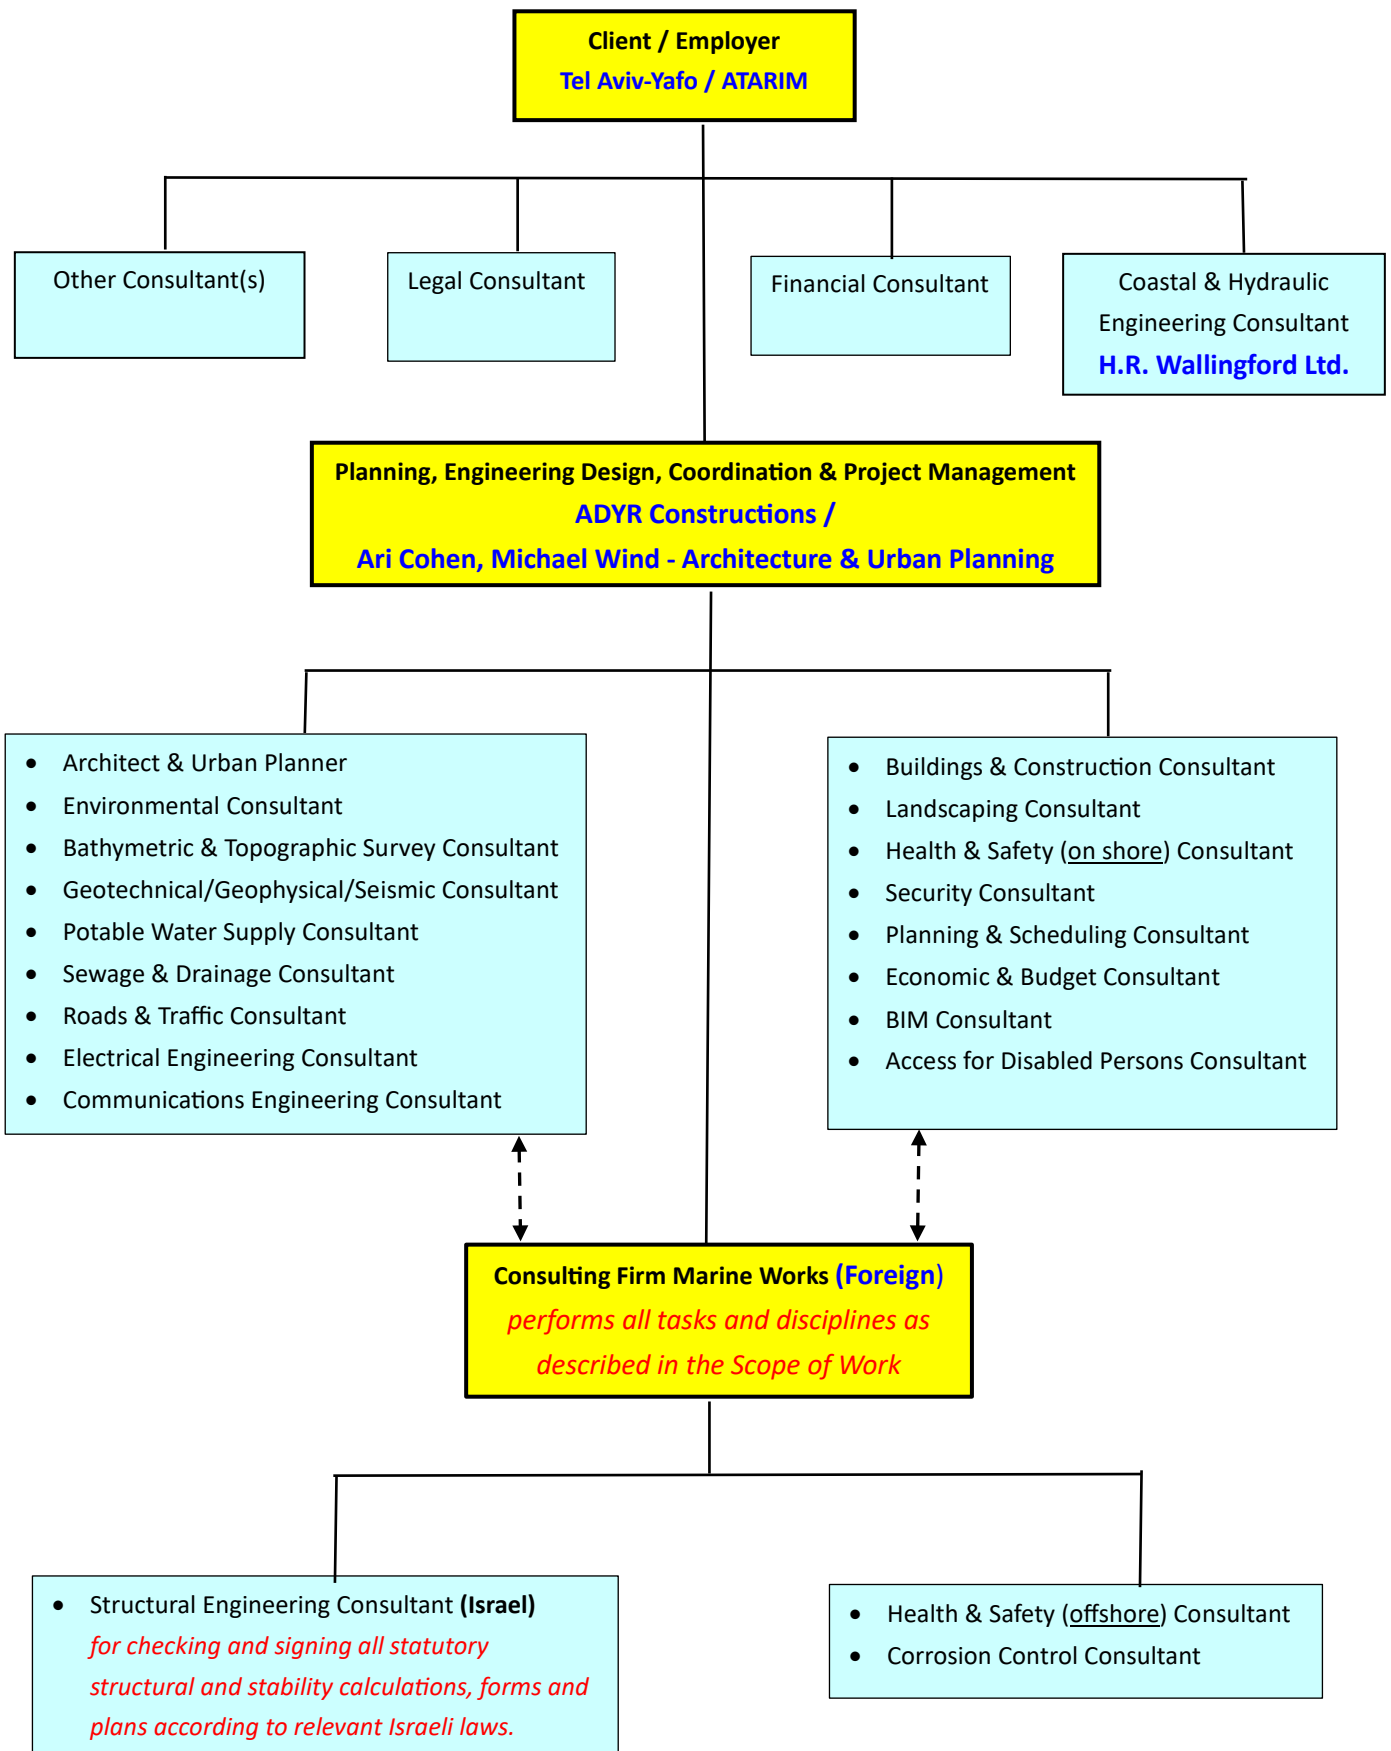 Client / Employer
Tel Aviv-Yafo / ATARIM
Other Consultant(s)
Legal Consultant
Financial Consultant
Coastal & Hydraulic
Engineering Consultant
H.R. Wallingford Ltd.
Planning, Engineering Design, Coordination & Project Management
ADYR Constructions /
Ari Cohen, Michael Wind - Architecture & Urban Planning
• Architect & Urban Planner
• Environmental Consultant
• Bathymetric & Topographic Survey Consultant
• Geotechnical/Geophysical/Seismic Consultant
• Potable Water Supply Consultant
• Sewage & Drainage Consultant
• Roads & Traffic Consultant
• Electrical Engineering Consultant
• Communications Engineering Consultant
• Buildings & Construction Consultant
• Landscaping Consultant
• Health & Safety (on shore) Consultant
• Security Consultant
• Planning & Scheduling Consultant
• Economic & Budget Consultant
• BIM Consultant
• Access for Disabled Persons Consultant
Consulting Firm Marine Works (Foreign)
performs all tasks and disciplines as
described in the Scope of Work
• Structural Engineering Consultant (Israel)
for checking and signing all statutory
structural and stability calculations, forms and
plans according to relevant Israeli laws.
• Health & Safety (offshore) Consultant
• Corrosion Control Consultant